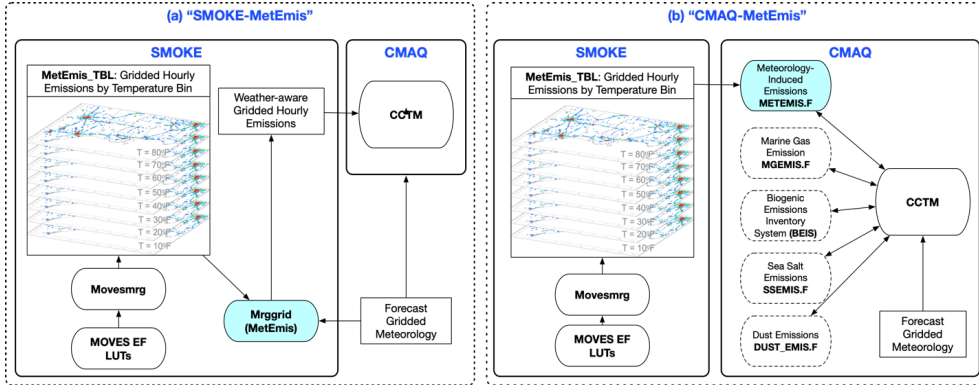 (a) “SMOKE-MetEmis”
SMOKE
MetEmis_TBL: Gridded Hourly
Emissions by Temperature Bin
T = 80°F
T = 70°F
T = 60°F
T = 50°F
T = 40°F
T = 30°F
T = 20°F
T = 10°F
Movesmrg
MOVES EF
LUTs
Weather-aware
Gridded Hourly
Emissions
Mrggrid
(MetEmis)
CMAQ
CCTM
Forecast
Gridded
Meteorology
(b) “CMAQ-MetEmis”
SMOKE
MetEmis_TBL: Gridded Hourly
Emissions by Temperature Bin
T = 80°F
T = 70°F
T = 60°F
T = 50°F
T = 40°F
T = 30°F
T = 20°F
T = 10°F
Movesmrg
MOVES EF
LUTs
CMAQ
Meteorology-
Induced
Emissions
METEMIS.F
Marine Gas
Emission
MGEMIS.F
Biogenic
Emissions
Inventory
System (BEIS)
Sea Salt
Emissions
SSEMIS.F
Dust Emissions
DUST_EMIS.F
CCTM
Forecast
Gridded
Meteorology